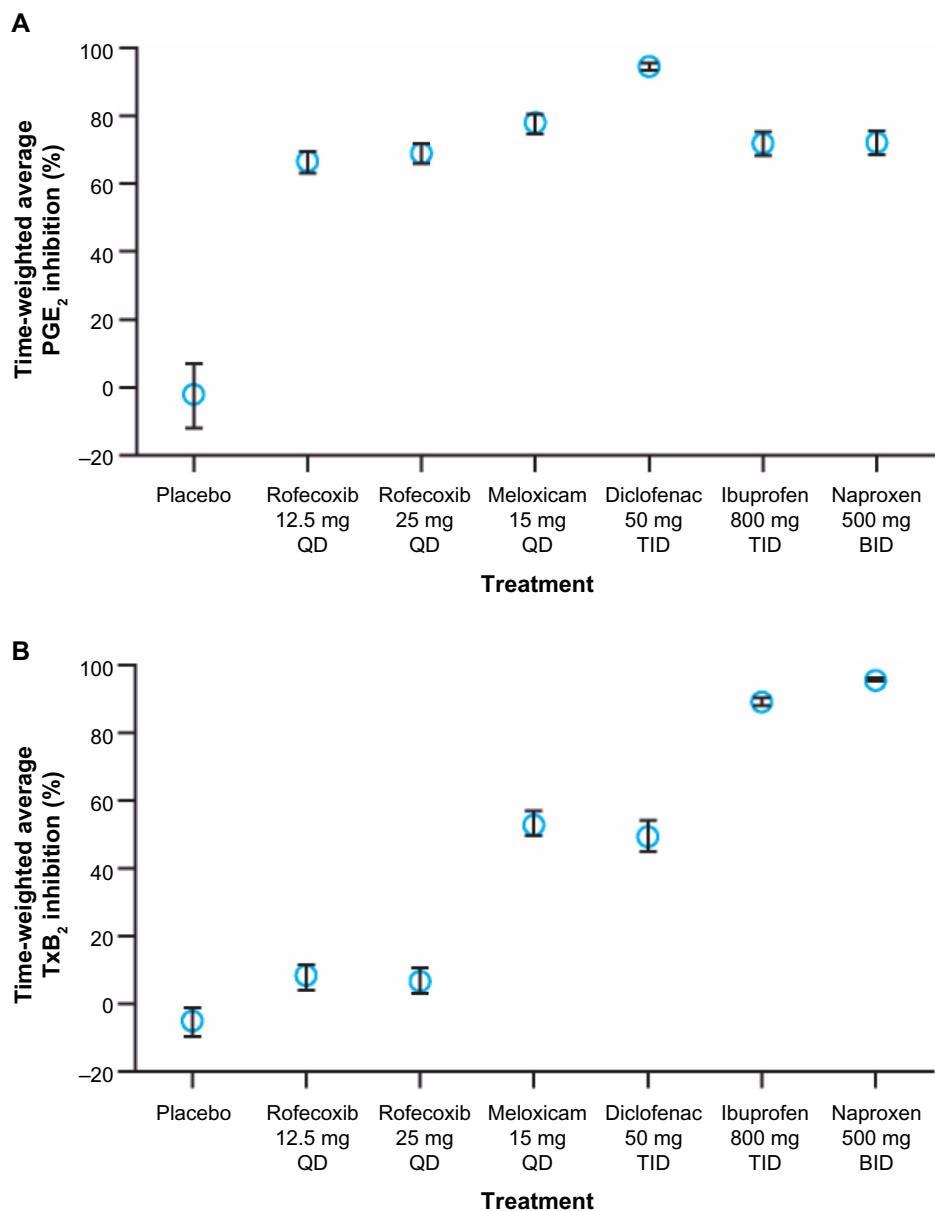 A
Time-weighted average
PGE₂ inhibition (%)
100
80
60
40
20
0
–20
Placebo
Rofecoxib
12.5 mg
QD
Rofecoxib
25 mg
QD
Meloxicam
15 mg
QD
Diclofenac
50 mg
TID
Ibuprofen
800 mg
TID
Naproxen
500 mg
BID
Treatment
B
Time-weighted average
TxB₂ inhibition (%)
100
80
60
40
20
0
–20
Placebo
Rofecoxib
12.5 mg
QD
Rofecoxib
25 mg
QD
Meloxicam
15 mg
QD
Diclofenac
50 mg
TID
Ibuprofen
800 mg
TID
Naproxen
500 mg
BID
Treatment